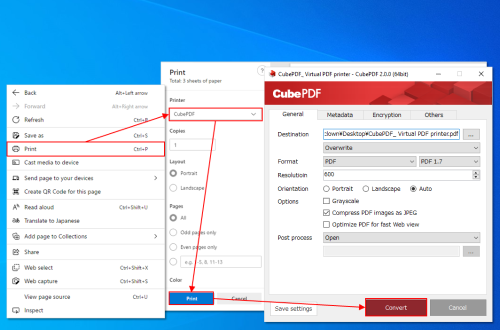 Back Alt+Left arrow
Forward Alt+Right arrow
Refresh Ctrl+R
Save as Ctrl+S
Print Ctrl+P
Cast media to device
Send page to your devices
Create QR Code for this page
Read aloud Ctrl+Shift+U
Translate to Japanese
Add page to Collections
Share
Web select Ctrl+Shift+X
Web capture Ctrl+Shift+S
View page source Ctrl+U
Inspect
Print
?
Total: 3 sheets of paper
Printer
CubePDF
Copies
1
Layout
Portrait
Landscape
Pages
All
Odd pages only
Even pages only
e.g. 1-5, 8, 11-13
Color
Print Cancel
CubePDF_ Virtual PDF printer - CubePDF 2.0.0 (64bit)
CubePDF
General Metadata Encryption Others
Destination :down¥Desktop¥CubePDF_ Virtual PDF printer.pdf ...
Overwrite
Format PDF PDF 1.7
Resolution 600
Orientation Portrait Landscape Auto
Options Grayscale
Compress PDF images as JPEG
Optimize PDF for fast Web view
Post process Open
...
Save settings Convert Cancel